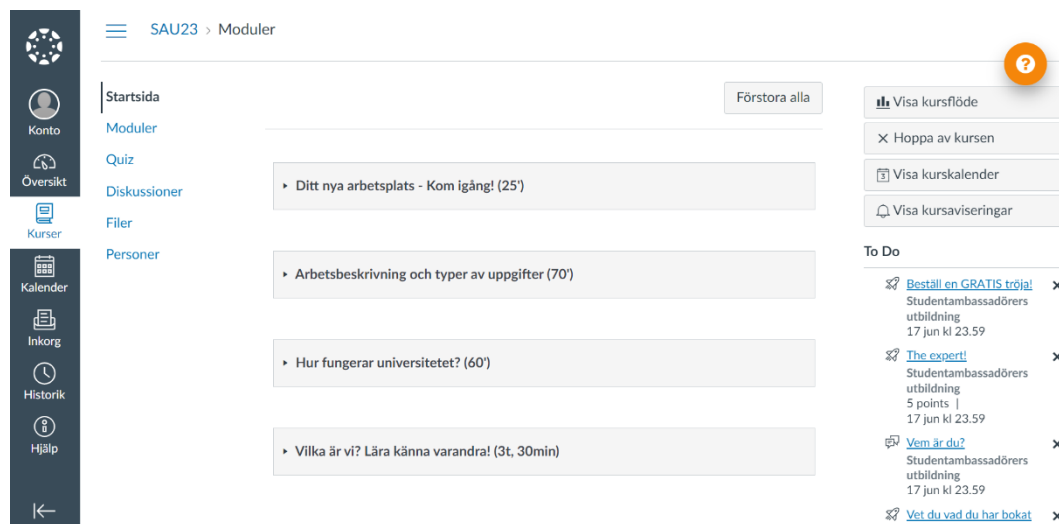 SAU23 › Moduler
Konto
Översikt
Kurser
Kalender
Inkorg
Historik
Hjälp
Startsida
Moduler
Quiz
Diskussioner
Filer
Personer
Förstora alla
Ditt nya arbetsplats - Kom igång! (25')
Arbetsbeskrivning och typer av uppgifter (70')
Hur fungerar universitetet? (60')
Vilka är vi? Lära känna varandra! (3t, 30min)
?
Visa kursflöde
Hoppa av kursen
Visa kurskalender
Visa kursaviseringar
To Do
Beställ en GRATIS tröja!
Studentambassadörers
utbildning
17 jun kl 23.59
The expert!
Studentambassadörers
utbildning
5 points |
17 jun kl 23.59
Vem är du?
Studentambassadörers
utbildning
17 jun kl 23.59
Vet du vad du har bokat